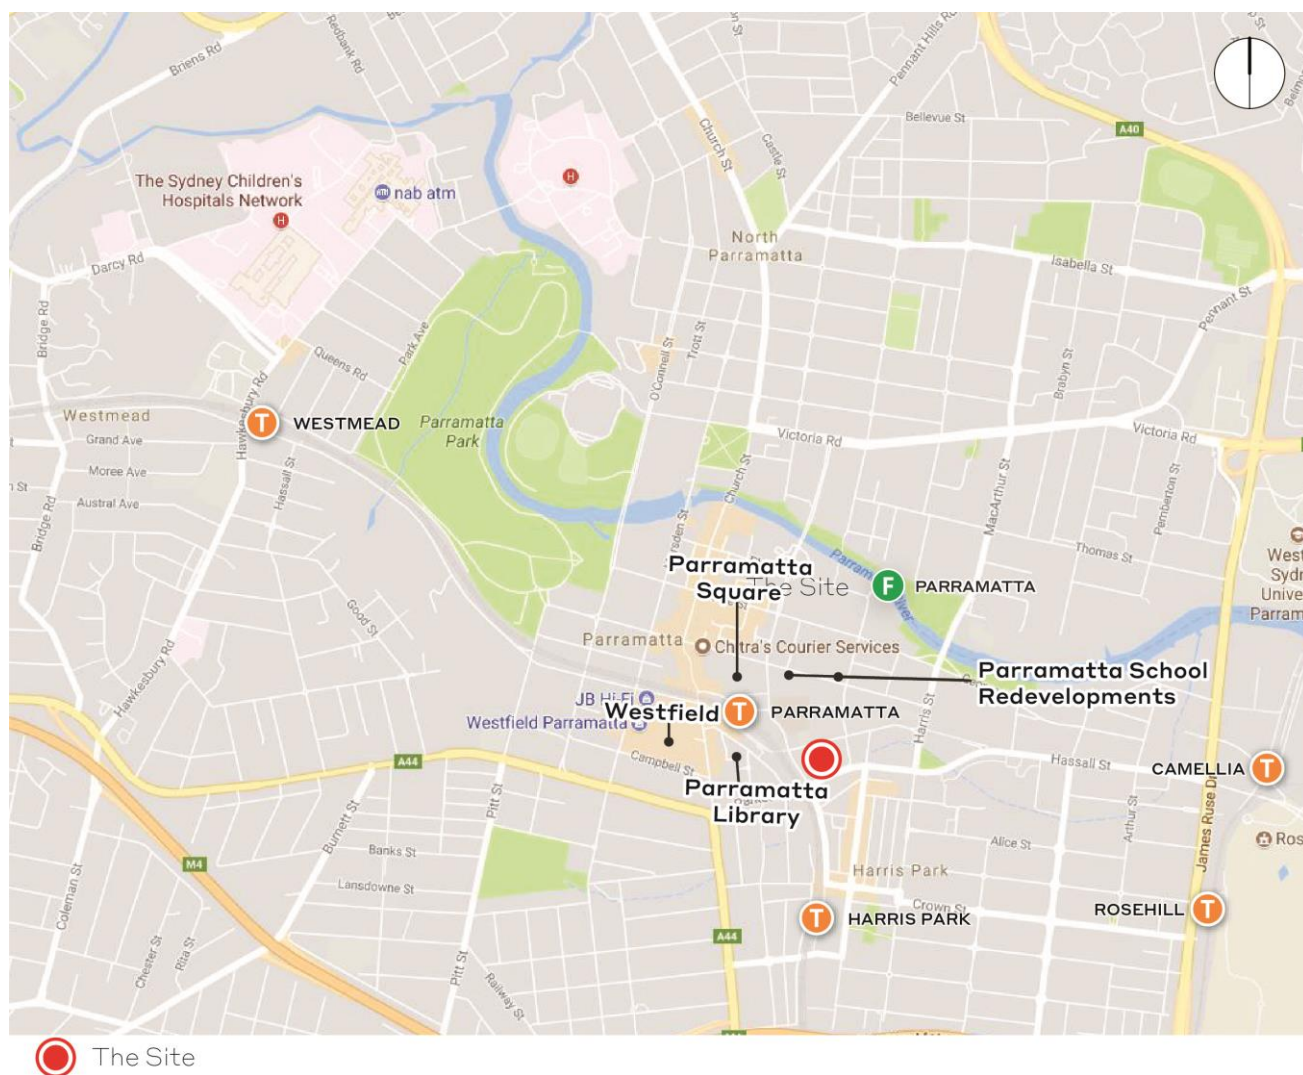 Briens Rd
Redbank Rd
Pennant Hills Rd
Bellevue St
A40
Church St
Castle St
The Sydney Children's
Hospitals Network
H
ATM
nab atm
H
North
Parramatta
Isabella St
Darcy Rd
Pennant St
Bridge Rd
Park Ave
Queens Rd
O'Connell St
Trott St
Brabyn St
Hawkesbury Rd
Westmead
T
WESTMEAD
Parramatta
Park
Grand Ave
Moree Ave
Austral Ave
Hassall St
Victoria Rd
Victoria Rd
Church St
MacArthur St
Pemberton St
Bridge Rd
Thomas St
Parramatta
Square
The Site
F
PARRAMATTA
Good St
Parramatta
Chitra's Courier Services
Parramatta School
Redevelopments
Hawkesbury Rd
JB Hi-Fi
Westfield
T
PARRAMATTA
Westfield Parramatta
Harris St
Campbell St
A44
Hassall St
CAMELLIA
T
Parramatta
Library
Pitt St
Burnett St
Arthur St
James Ruse Dr
Banks St
Alice St
M4
Lansdowne St
Harris Park
Coleman St
Crown St
T
HARRIS PARK
ROSEHILL
T
A44
Chester St
Rita St
Pitt St
Railway St
The Site